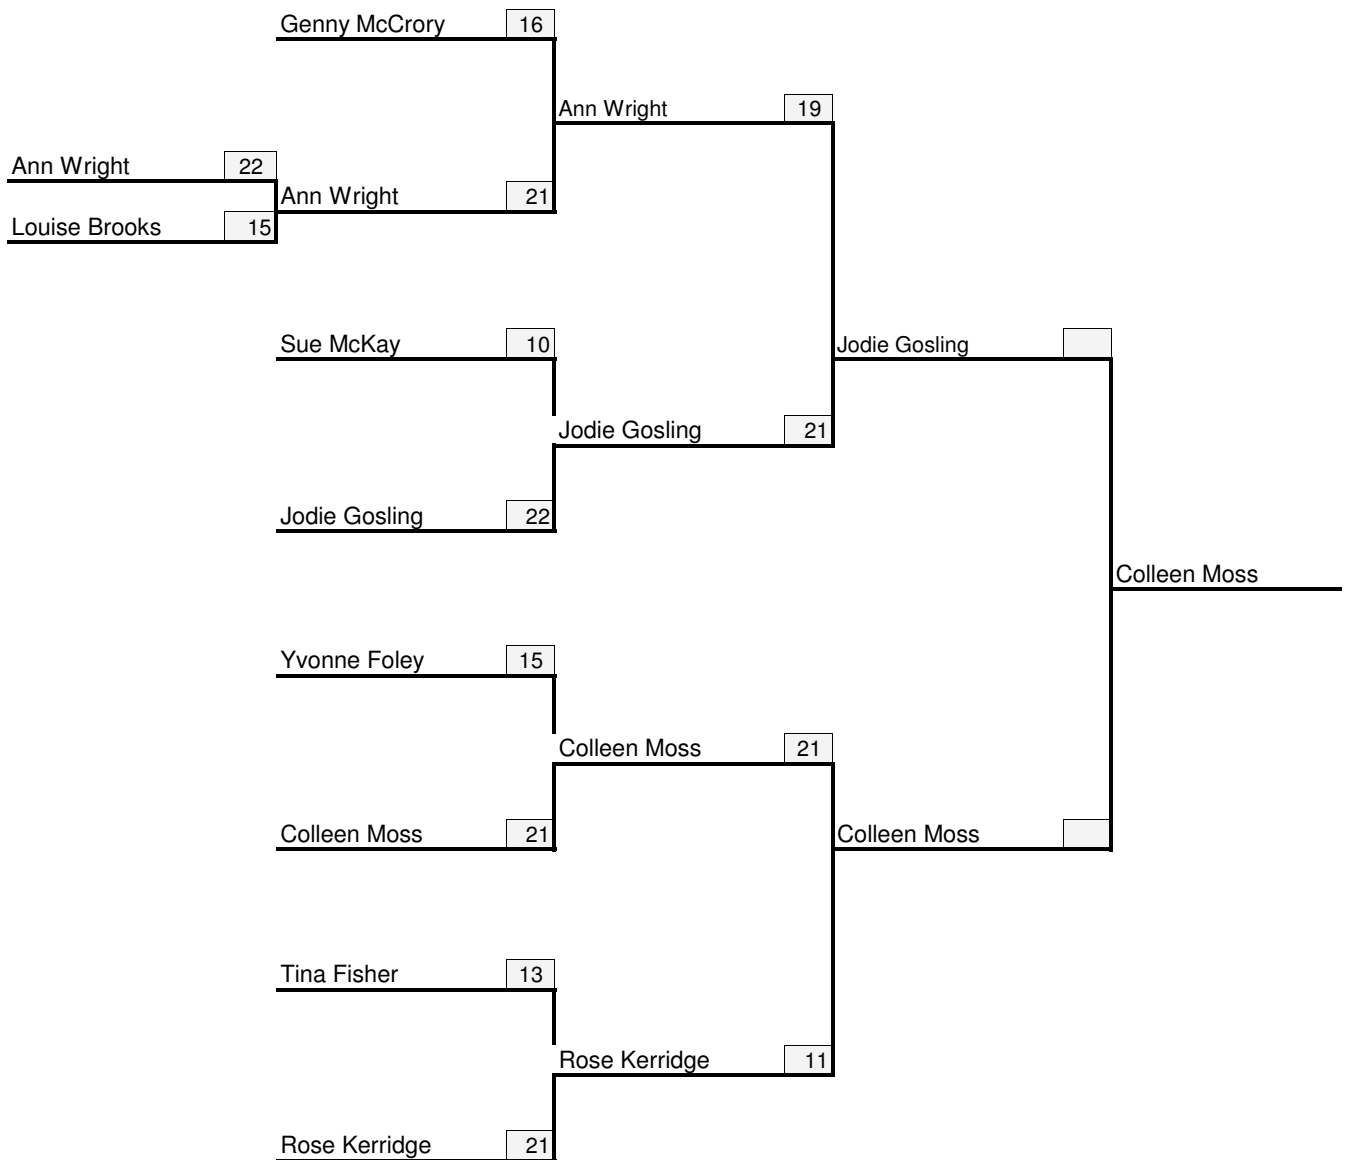 Genny McCrory 16
Ann Wright 19
Ann Wright 22
Ann Wright 21
Louise Brooks 15
Sue McKay 10
Jodie Gosling
Jodie Gosling 21
Jodie Gosling 22
Colleen Moss
Yvonne Foley 15
Colleen Moss 21
Colleen Moss 21
Colleen Moss
Tina Fisher 13
Rose Kerridge 11
Rose Kerridge 21